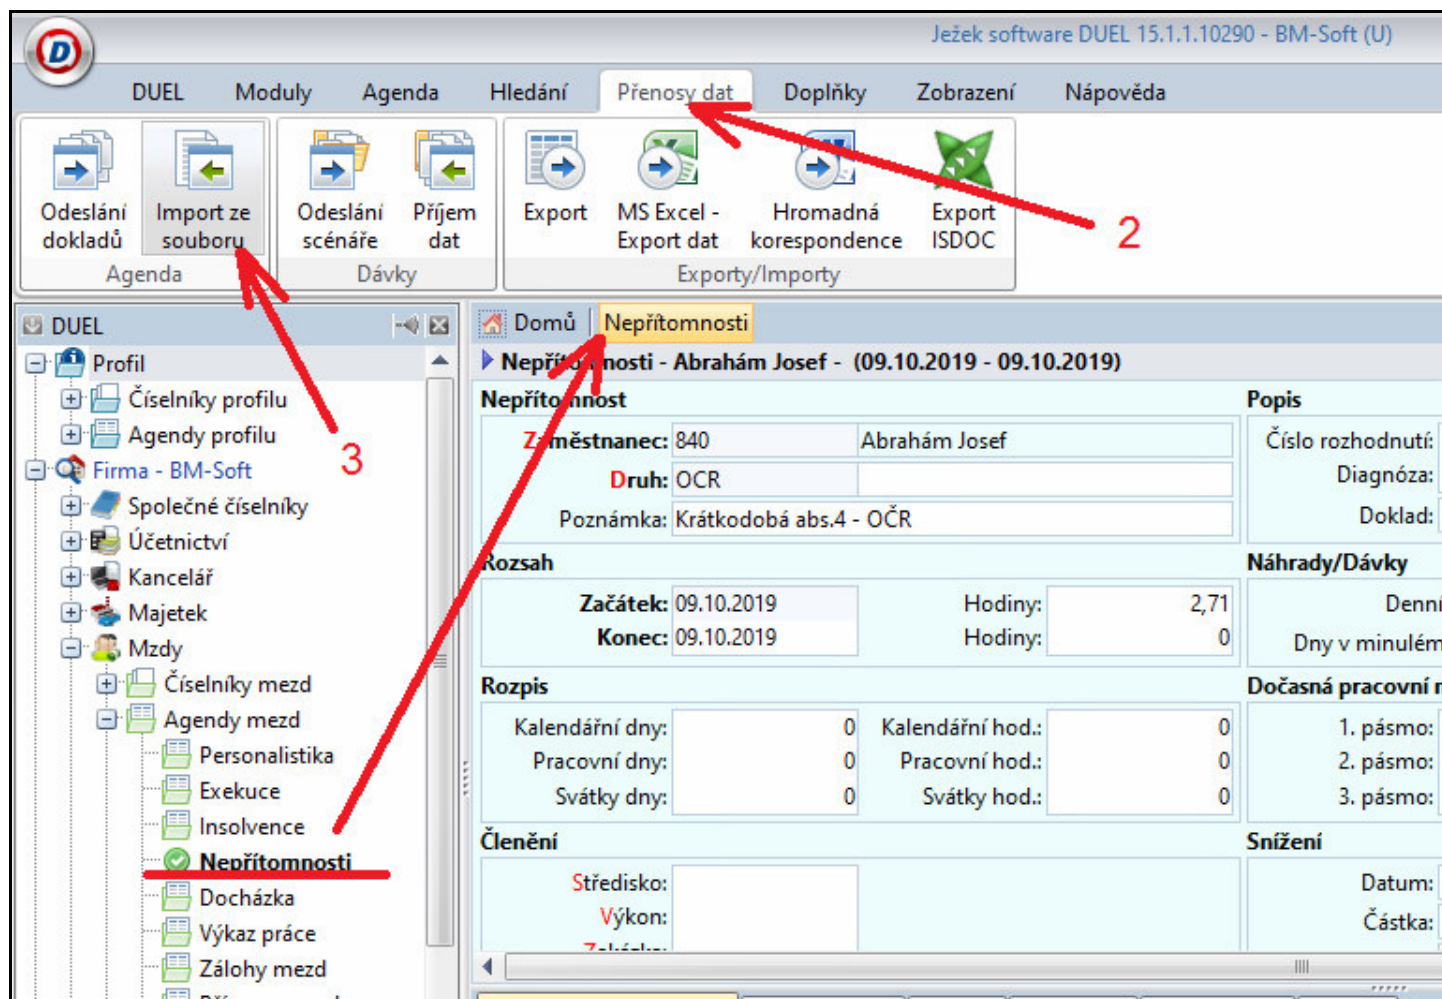 Ježek software DUEL 15.1.1.10290 - BM-Soft (U)
DUEL Moduly Agenda Hledání Přenosy dat Doplňky Zobrazení Nápověda
Odeslání dokladů
Import ze souboru
Odeslání scénáře
Příjem dat
Export
MS Excel - Export dat
Hromadná korespondence
Export ISDOC
2
Agenda Dávky Exporty/Importy
DUEL
Profil
Číselníky profilu
Agendy profilu
3
Firma - BM-Soft
Společné číselníky
Účetnictví
Kancelář
Majetek
Mzdy
Číselníky mezd
Agendy mezd
Personalistika
Exekuce
Insolvence
Nepřítomnosti
Docházka
Výkaz práce
Zálohy mezd
Domů Nepřítomnosti
Nepřítomnosti - Abrahám Josef - (09.10.2019 - 09.10.2019)
Nepřítomnost Popis
Zaměstnanec: 840 Abrahám Josef Číslo rozhodnutí:
Druh: OCR Diagnóza:
Poznámka: Krátkodobá abs.4 - OČR Doklad:
Rozsah Náhrady/Dávky
Začátek: 09.10.2019 Hodiny: 2,71 Denní
Konec: 09.10.2019 Hodiny: 0 Dny v minulém
Rozpis Dočasná pracovní
Kalendářní dny: 0 Kalendářní hod.: 0 1. pásmo:
Pracovní dny: 0 Pracovní hod.: 0 2. pásmo:
Svátky dny: 0 Svátky hod.: 0 3. pásmo:
Členění Snížení
Středisko: Datum:
Výkon: Částka: